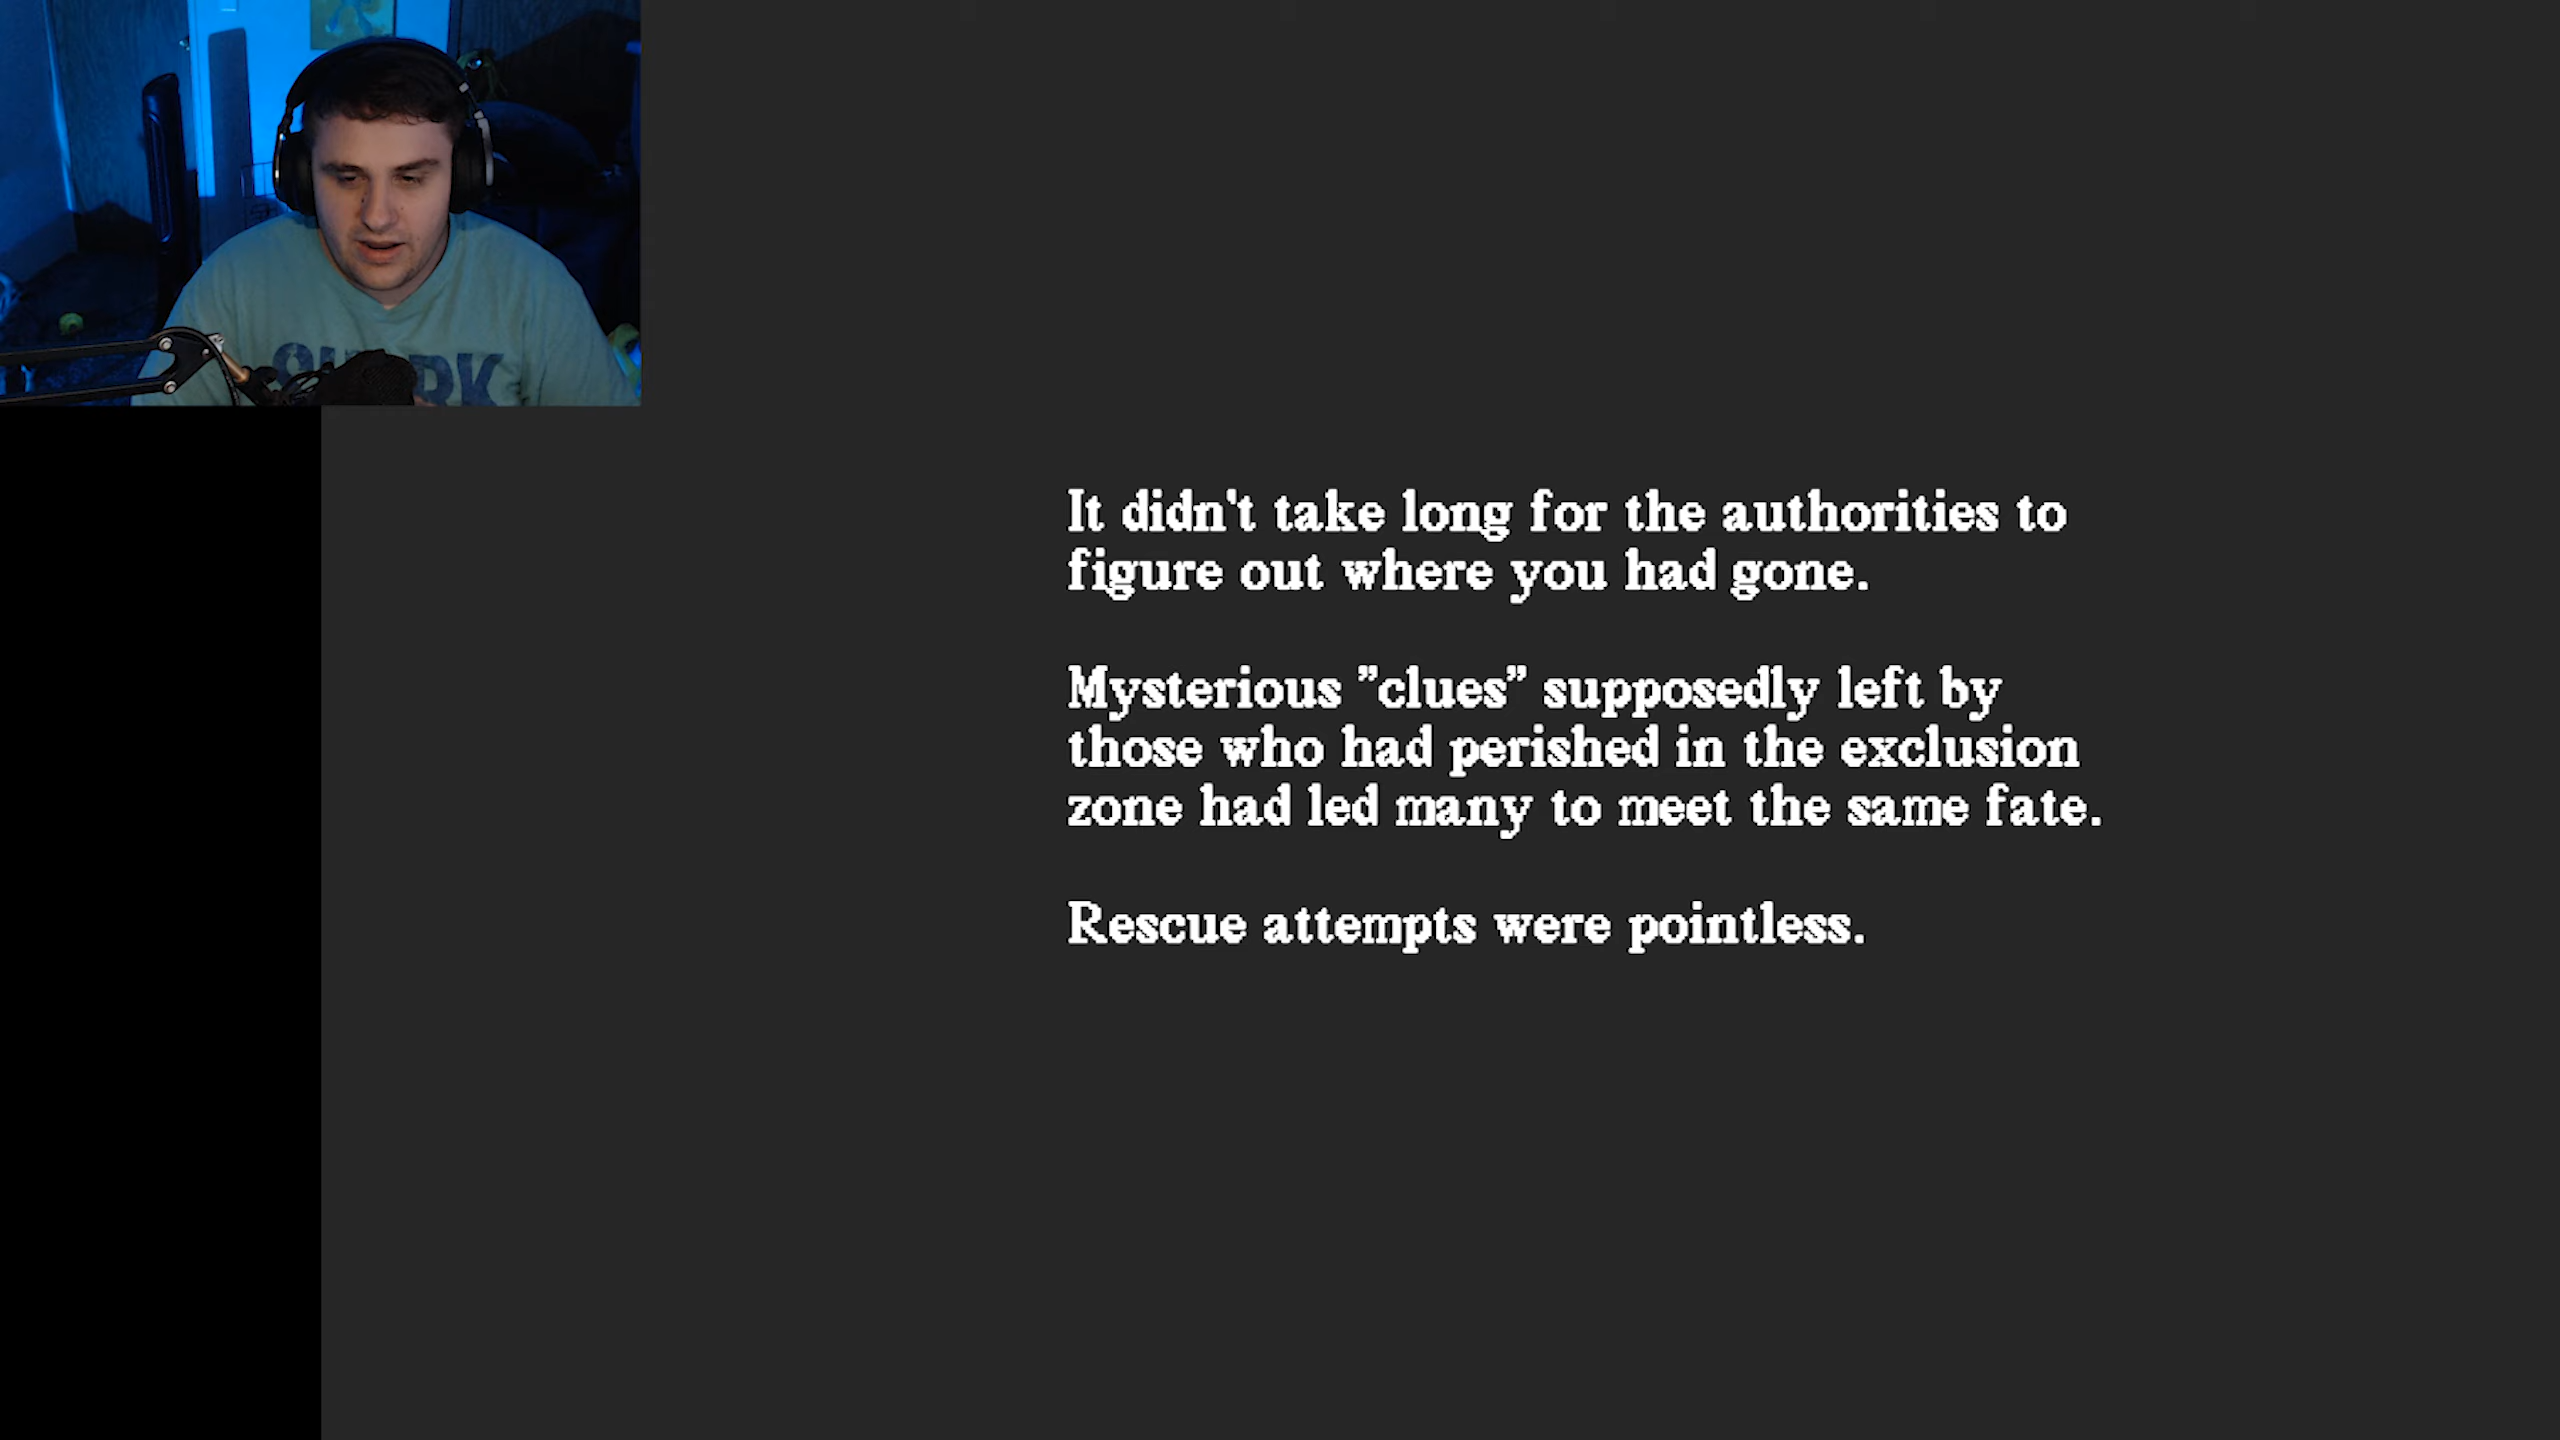 It didn't take long for the authorities to
figure out where you had gone.
Mysterious "clues" supposedly left by
those who had perished in the exclusion
zone had led many to meet the same fate.
Rescue attempts were pointless.